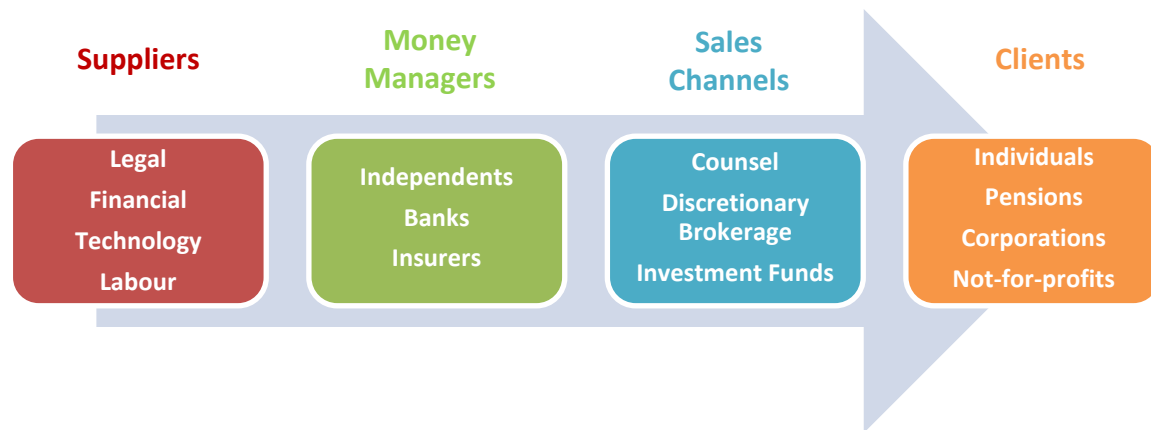 Suppliers
Money
Managers
Sales
Channels
Clients
Legal
Financial
Technology
Labour
Independents
Banks
Insurers
Counsel
Discretionary
Brokerage
Investment Funds
Individuals
Pensions
Corporations
Not-for-profits